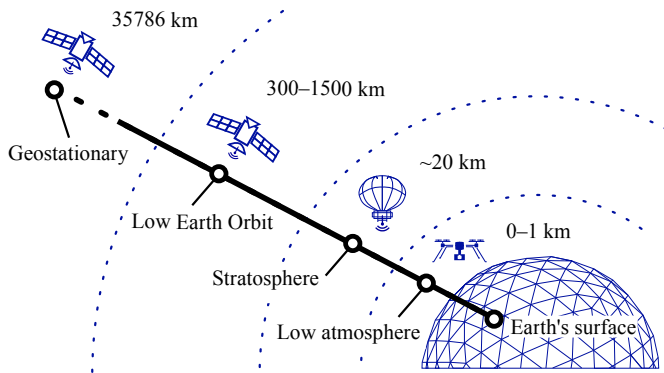 35786 km
300–1500 km
Geostationary
~20 km
Low Earth Orbit
0–1 km
Stratosphere
Low atmosphere
Earth's surface